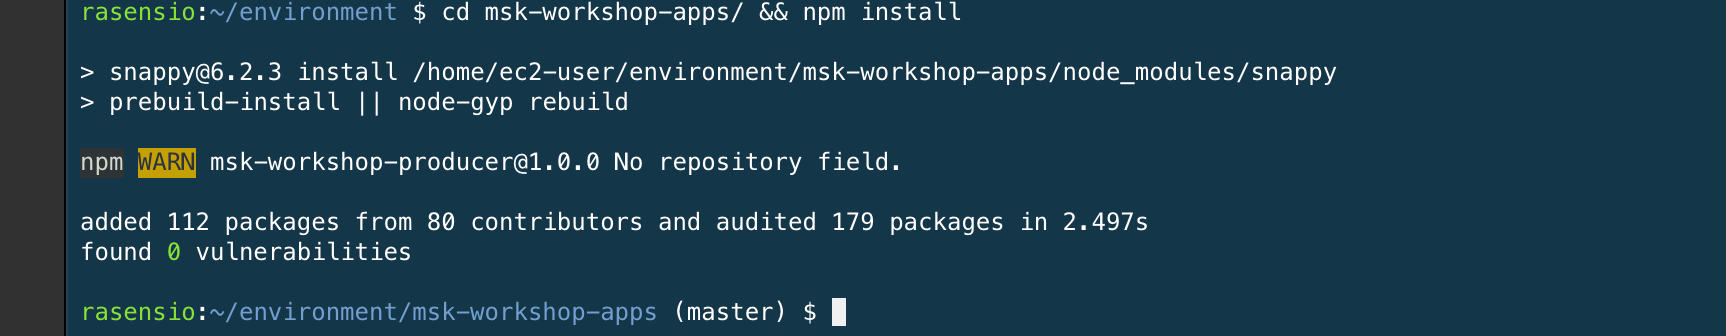 rasensio:~/environment $ cd msk-workshop-apps/ && npm install
> snappy@6.2.3 install /home/ec2-user/environment/msk-workshop-apps/node_modules/snappy
> prebuild-install || node-gyp rebuild
npm WARN msk-workshop-producer@1.0.0 No repository field.
added 112 packages from 80 contributors and audited 179 packages in 2.497s
found 0 vulnerabilities
rasensio:~/environment/msk-workshop-apps (master) $